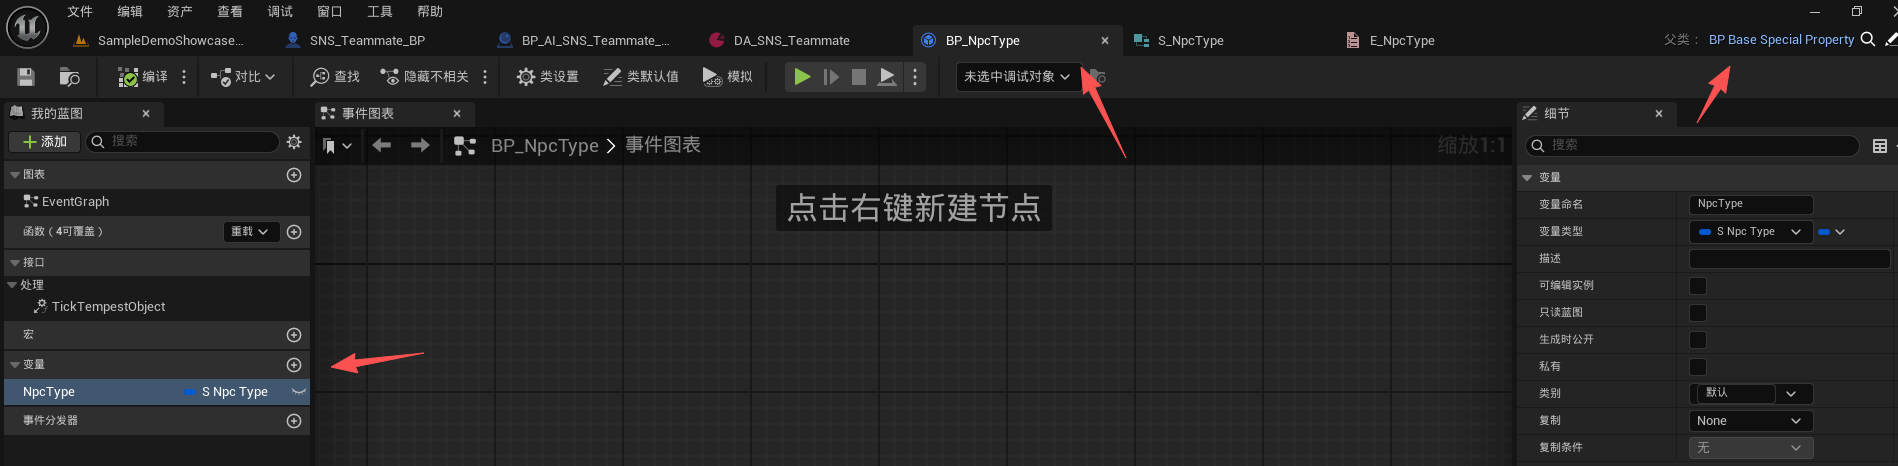 文件 编辑 资产 查看 调试 窗口 工具 帮助
SampleDemoShowcase... SNS_Teammate_BP BP_AI_SNS_Teammate_... DA_SNS_Teammate BP_NpcType S_NpcType E_NpcType 父类： BP Base Special Property
编译 对比 查找 隐藏不相关 类设置 类默认值 模拟 未选中调试对象
我的蓝图
添加 搜索
图表
EventGraph
函数（4可覆盖） 重载
接口
处理
TickTempestObject
宏
变量
NpcType S Npc Type
事件分发器
事件图表
BP_NpcType 事件图表 缩放1:1
点击右键新建节点
细节
搜索
变量
变量命名 NpcType
变量类型 S Npc Type
描述
可编辑实例
只读蓝图
生成时公开
私有
类别 默认
复制 None
复制条件 无